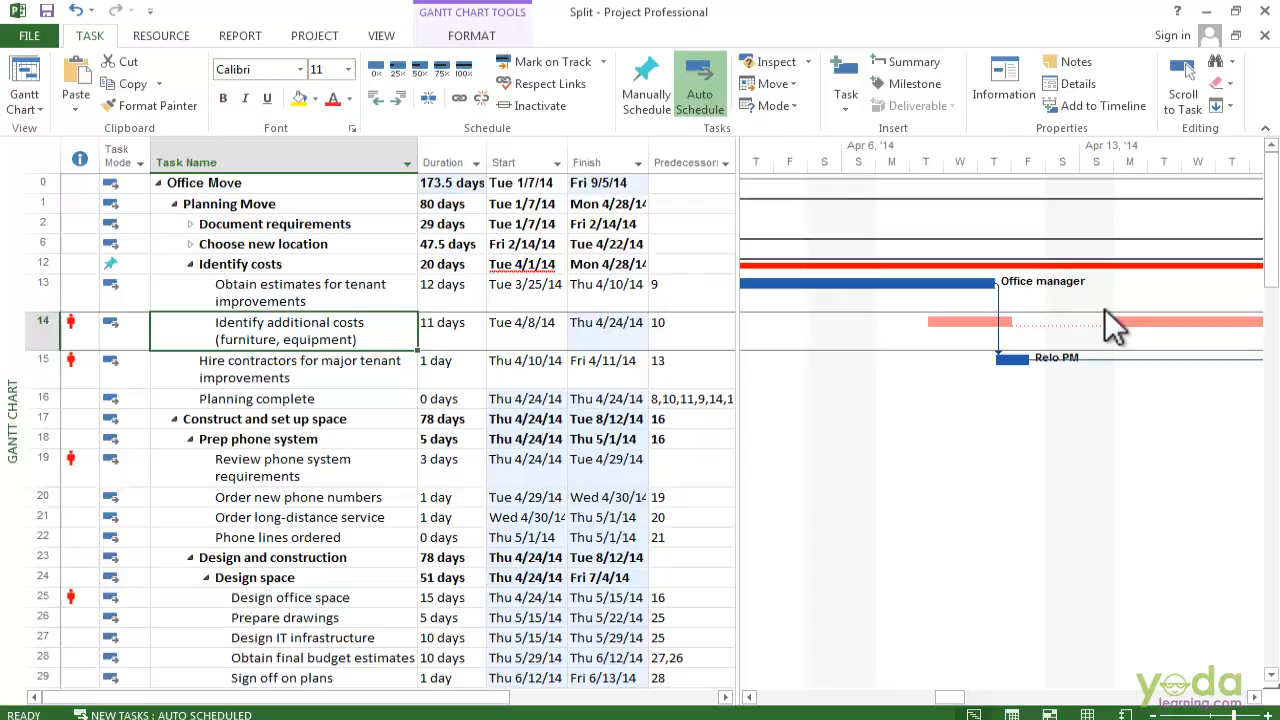 GANTT CHART TOOLS
Split - Project Professional
?
FILE
TASK
RESOURCE
REPORT
PROJECT
VIEW
FORMAT
Sign in
Gantt
Chart
View
Paste
Cut
Copy
Format Painter
Clipboard
Calibri
11
B I U
A
Font
0% 25% 50% 75% 100%
Mark on Track
Respect Links
Inactivate
Schedule
Manually
Schedule
Auto
Schedule
Inspect
Move
Mode
Tasks
Task
Summary
Milestone
Deliverable
Insert
Information
Notes
Details
Add to Timeline
Properties
Scroll
to Task
Editing
Task
Mode
Task Name
Duration
Start
Finish
Predecessors
Apr 6, '14
Apr 13, '14
T F S S M T W T F S S M T W T
0 Office Move 173.5 days Tue 1/7/14 Fri 9/5/14
1 Planning Move 80 days Tue 1/7/14 Mon 4/28/14
2 Document requirements 29 days Tue 1/7/14 Fri 2/14/14
6 Choose new location 47.5 days Fri 2/14/14 Tue 4/22/14
12 Identify costs 20 days Tue 4/1/14 Mon 4/28/14
13 Obtain estimates for tenant 12 days Tue 3/25/14 Thu 4/10/14 9
improvements
Office manager
14 Identify additional costs 11 days Tue 4/8/14 Thu 4/24/14 10
(furniture, equipment)
15 Hire contractors for major tenant 1 day Thu 4/10/14 Fri 4/11/14 13
improvements
Relo PM
16 Planning complete 0 days Thu 4/24/14 Thu 4/24/14 8,10,11,9,14,1
17 Construct and set up space 78 days Thu 4/24/14 Tue 8/12/14 16
18 Prep phone system 5 days Thu 4/24/14 Thu 5/1/14 16
19 Review phone system 3 days Thu 4/24/14 Tue 4/29/14
requirements
20 Order new phone numbers 1 day Tue 4/29/14 Wed 4/30/14 19
21 Order long-distance service 1 day Wed 4/30/14 Thu 5/1/14 20
22 Phone lines ordered 0 days Thu 5/1/14 Thu 5/1/14 21
23 Design and construction 78 days Thu 4/24/14 Tue 8/12/14
24 Design space 51 days Thu 4/24/14 Fri 7/4/14
25 Design office space 15 days Thu 4/24/14 Thu 5/15/14 16
26 Prepare drawings 5 days Thu 5/15/14 Thu 5/22/14 25
27 Design IT infrastructure 10 days Thu 5/15/14 Thu 5/29/14 25
28 Obtain final budget estimates 10 days Thu 5/29/14 Thu 6/12/14 27,26
29 Sign off on plans 1 day Thu 6/12/14 Fri 6/13/14 28
GANTT CHART
yoda
learning.com
READY
NEW TASKS : AUTO SCHEDULED